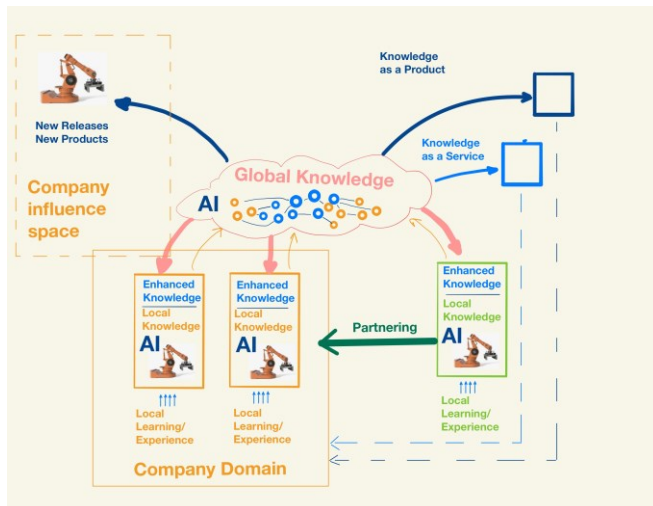 Knowledge
as a Product
New Releases
New Products
Knowledge
as a Service
Global Knowledge
AI
Company
influence
space
Enhanced
Knowledge
Local
Knowledge
AI
Local
Learning/
Experience
Enhanced
Knowledge
Local
Knowledge
AI
Local
Learning/
Experience
Partnering
Enhanced
Knowledge
Local
Knowledge
AI
Local
Learning/
Experience
Company Domain